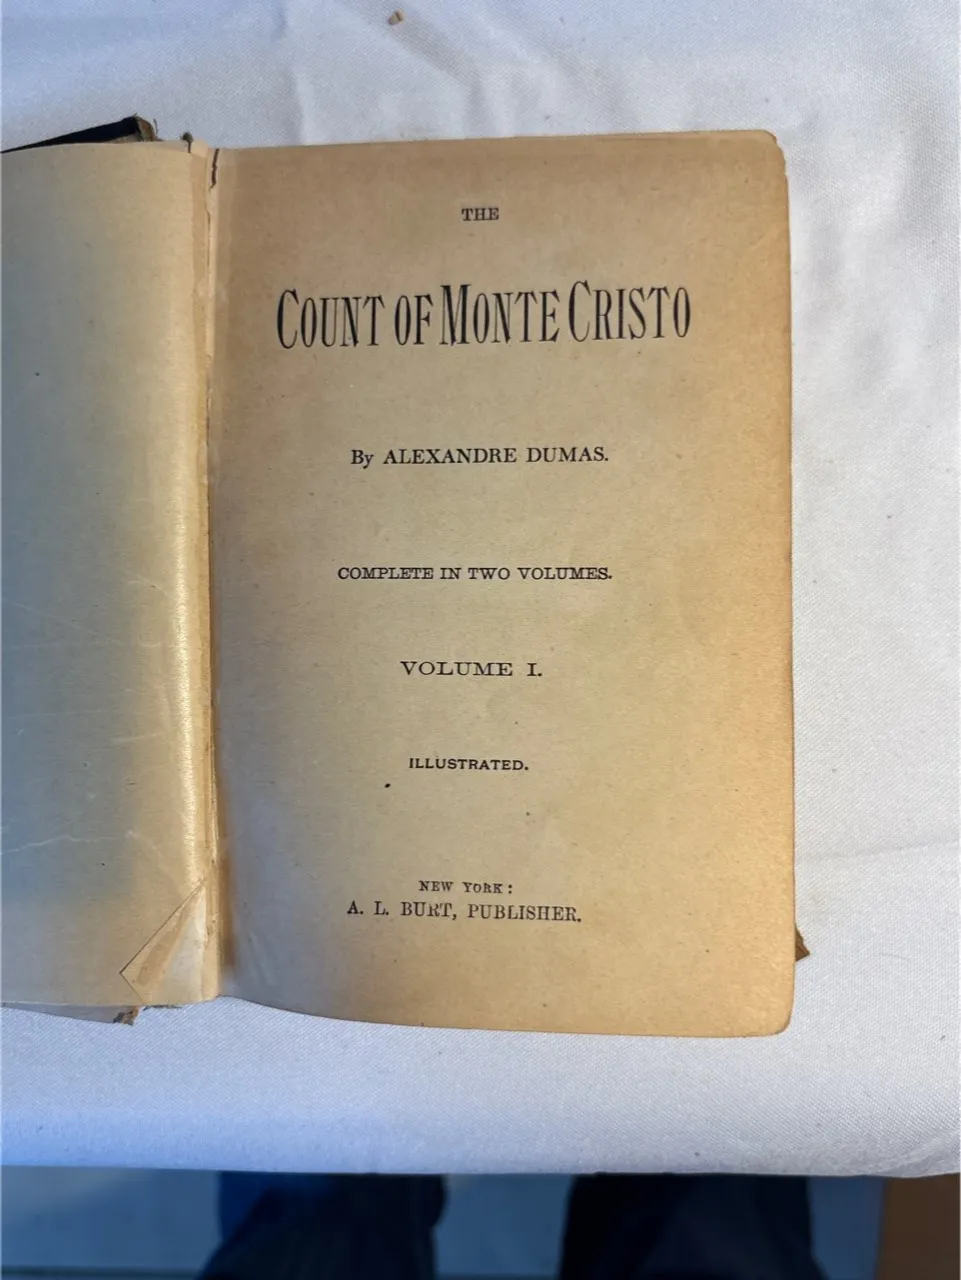 THE
COUNT OF MONTE CRISTO
By ALEXANDRE DUMAS.
COMPLETE IN TWO VOLUMES.
VOLUME I.
ILLUSTRATED.
NEW YORK:
A. L. BURT, PUBLISHER.